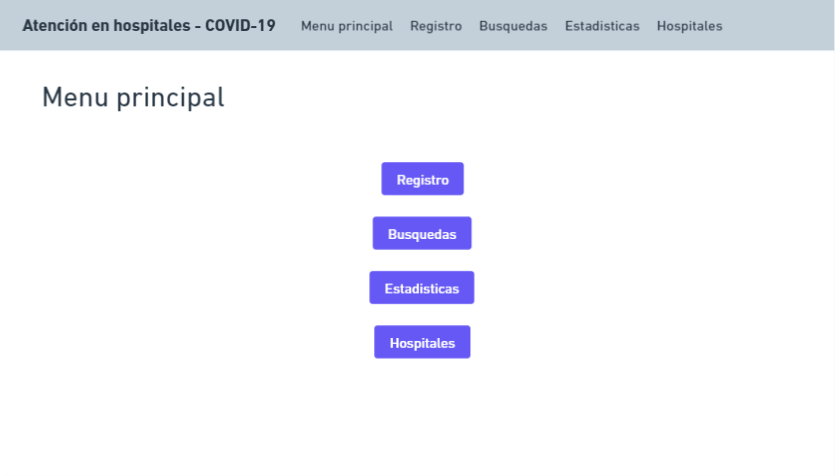 Atención en hospitales - COVID-19 Menu principal Registro Busquedas Estadisticas Hospitales
Menu principal
Registro
Busquedas
Estadisticas
Hospitales